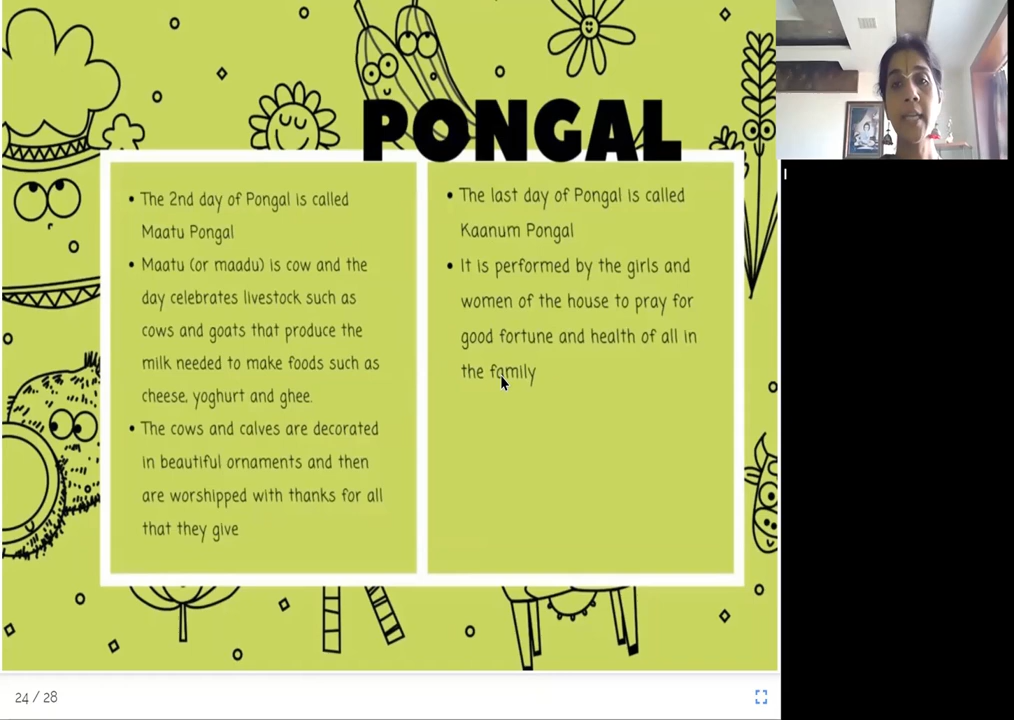 PONGAL
• The 2nd day of Pongal is called
Maatu Pongal
• Maatu (or maadu) is cow and the
day celebrates livestock such as
cows and goats that produce the
milk needed to make foods such as
cheese, yoghurt and ghee.
• The cows and calves are decorated
in beautiful ornaments and then
are worshipped with thanks for all
that they give
• The last day of Pongal is called
Kaanum Pongal
• It is performed by the girls and
women of the house to pray for
good fortune and health of all in
the family
24 / 28